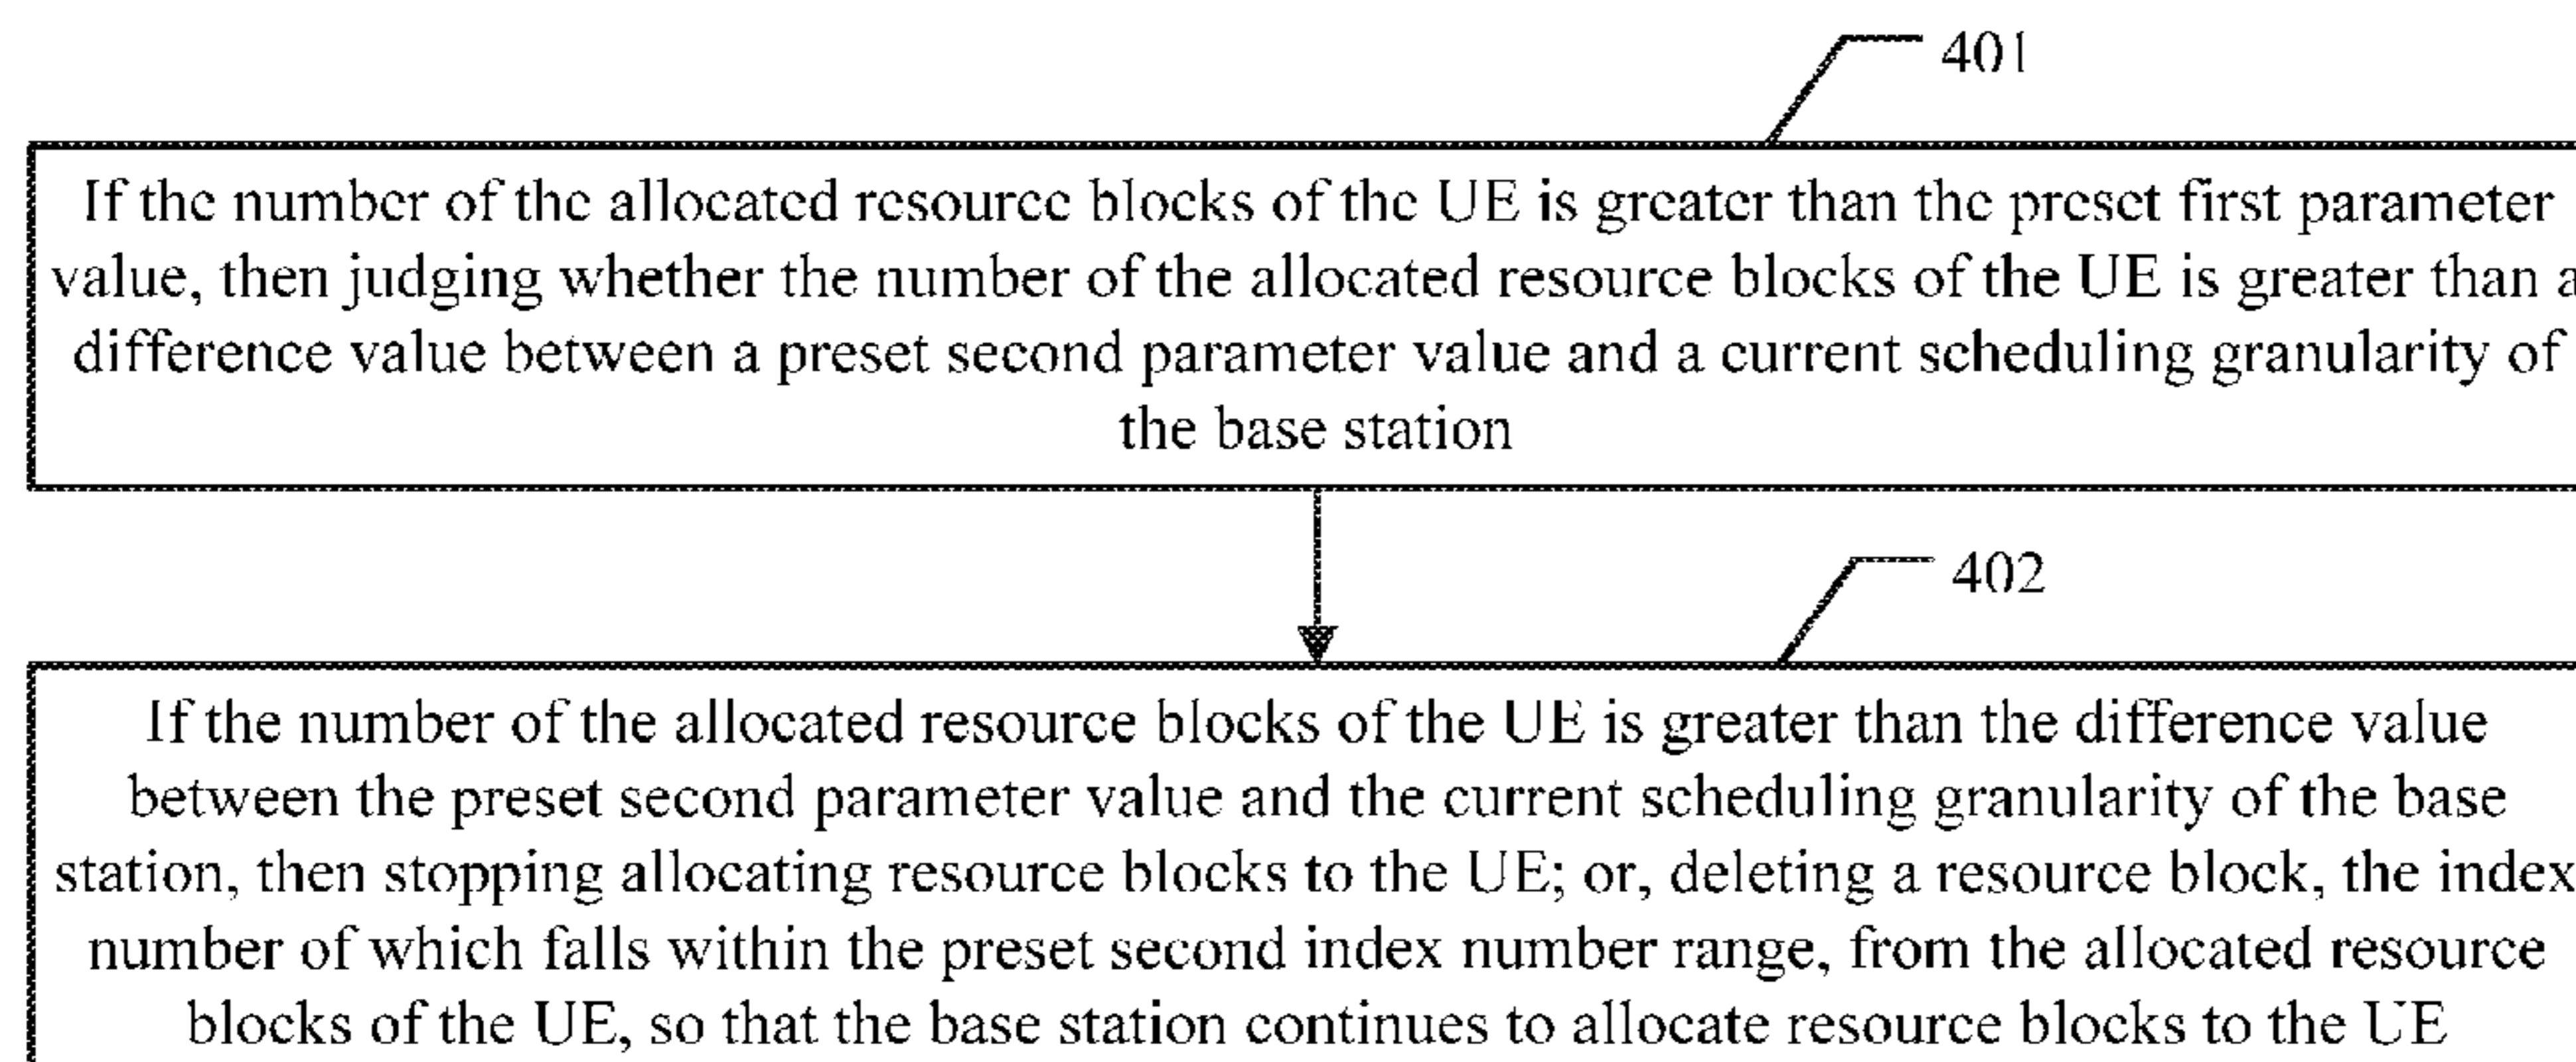 401
If the number of the allocated resource blocks of the UE is greater than the preset first parameter
value, then judging whether the number of the allocated resource blocks of the UE is greater than a
difference value between a preset second parameter value and a current scheduling granularity of
the base station
402
If the number of the allocated resource blocks of the UE is greater than the difference value
between the preset second parameter value and the current scheduling granularity of the base
station, then stopping allocating resource blocks to the UE; or, deleting a resource block, the index
number of which falls within the preset second index number range, from the allocated resource
blocks of the UE, so that the base station continues to allocate resource blocks to the UE